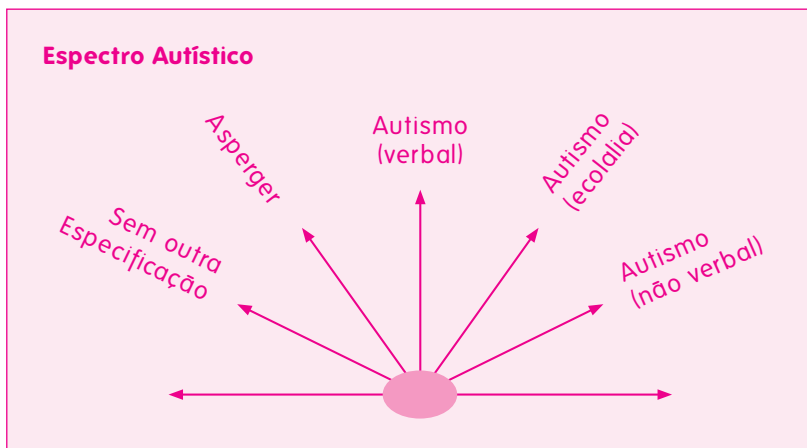 Espectro Autístico
Sem outra
Especificação
Asperger
Autismo
(verbal)
Autismo
(ecolalia)
Autismo
(não verbal)